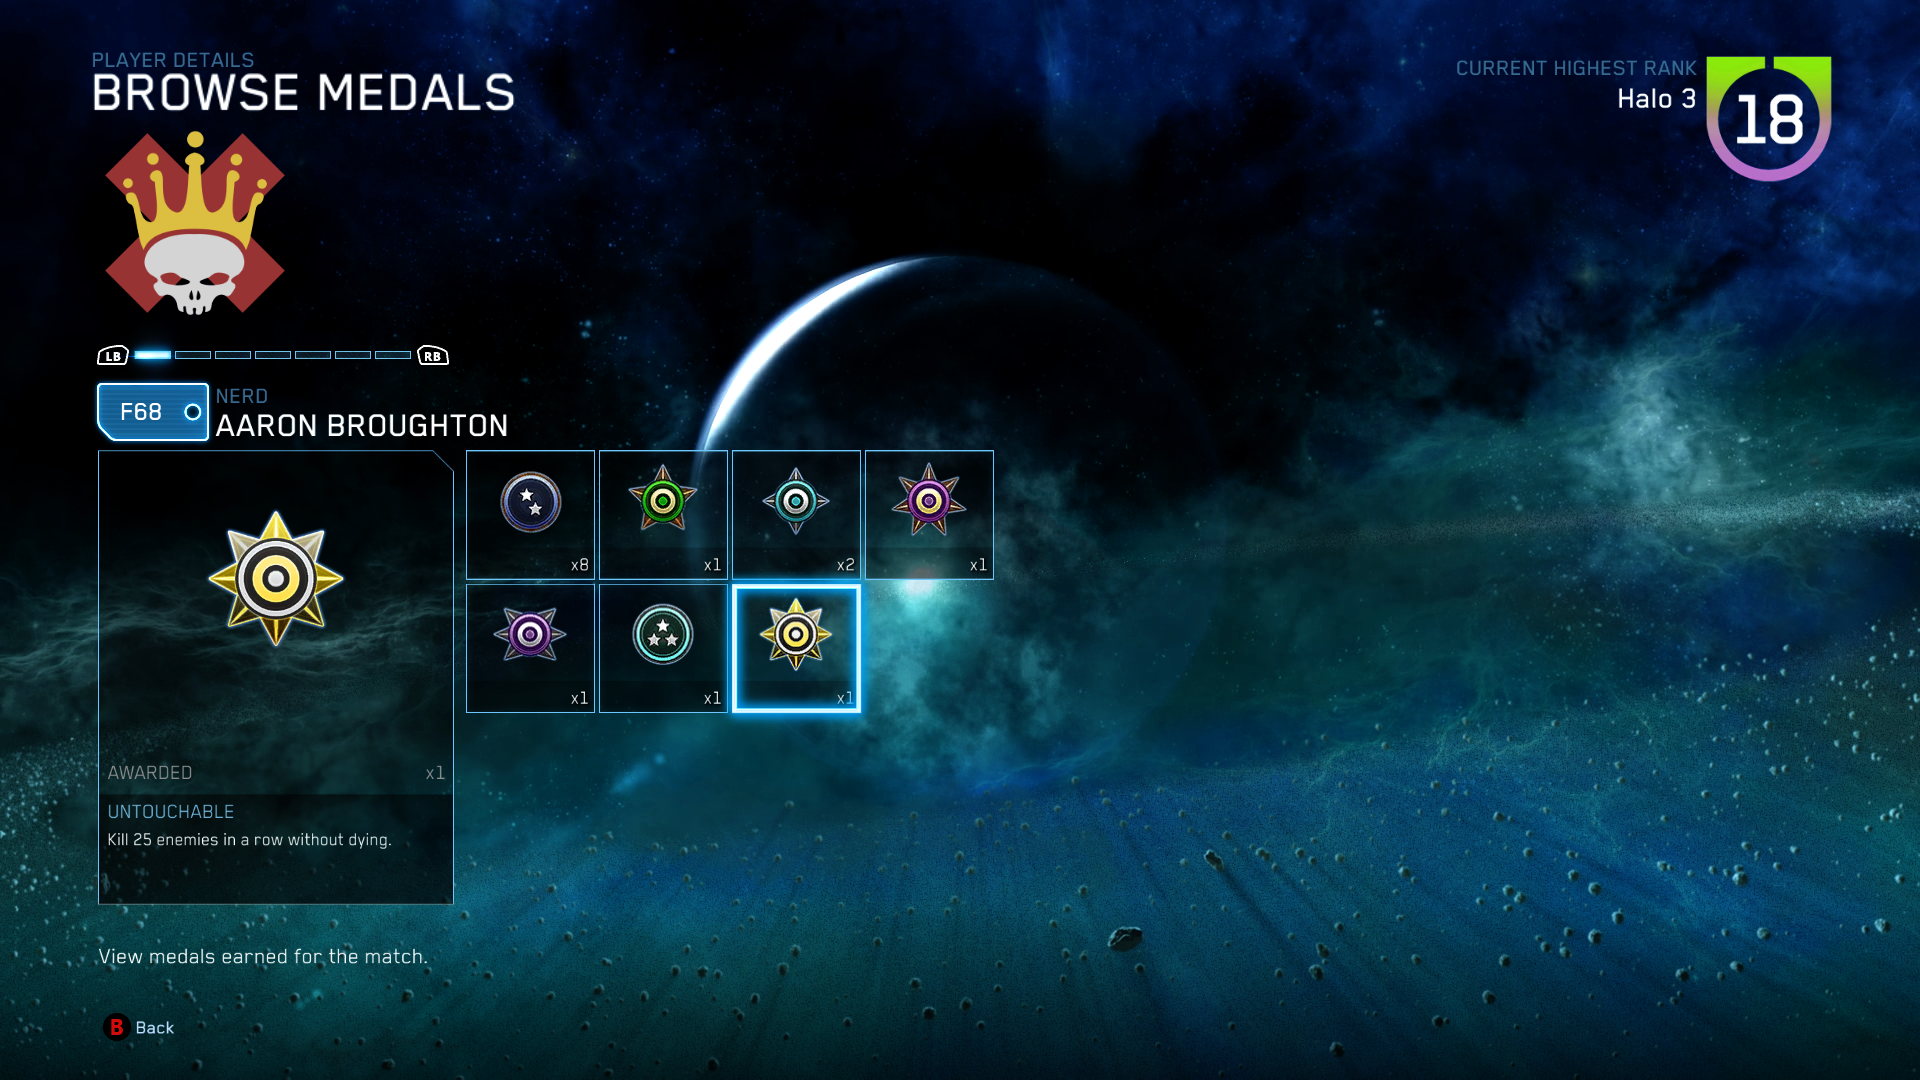 PLAYER DETAILS
BROWSE MEDALS
CURRENT HIGHEST RANK
Halo 3
18
LB
RB
F68
NERD
AARON BROUGHTON
x8
x1
x2
x1
x1
x1
x1
AWARDED
x1
UNTOUCHABLE
Kill 25 enemies in a row without dying.
View medals earned for the match.
B Back